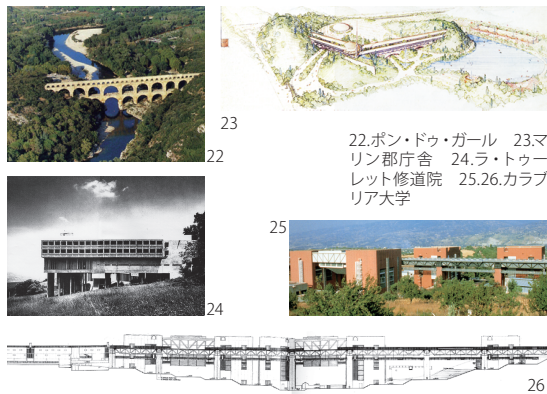 23
22
22.ポン・ドゥ・ガール　23.マ
リン郡庁舎　24.ラ・トゥー
レット修道院　25.26.カラブ
リア大学
25
24
26